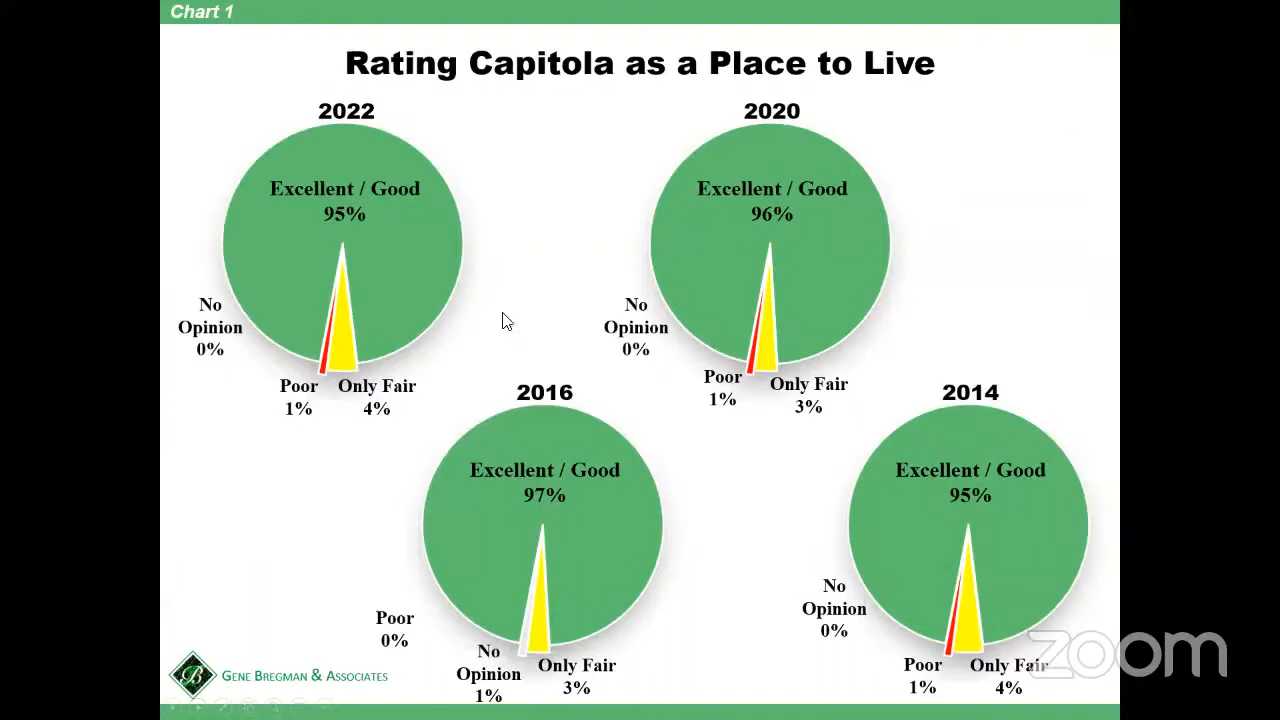 Chart 1
Rating Capitola as a Place to Live
2022
Excellent / Good
95%
No
Opinion
0%
Poor
1%
Only Fair
4%
2020
Excellent / Good
96%
No
Opinion
0%
Poor
1%
Only Fair
3%
2016
Excellent / Good
97%
Poor
0%
No
Opinion
1%
Only Fair
3%
2014
Excellent / Good
95%
No
Opinion
0%
Poor
1%
Only Fair
4%
B
GENE BREGMAN & ASSOCIATES
zoom